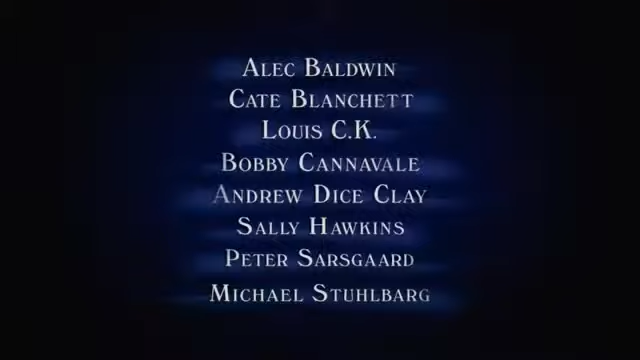 Alec Baldwin
Cate Blanchett
Louis C.K.
Bobby Cannavale
Andrew Dice Clay
Sally Hawkins
Peter Sarsgaard
Michael Stuhlbarg